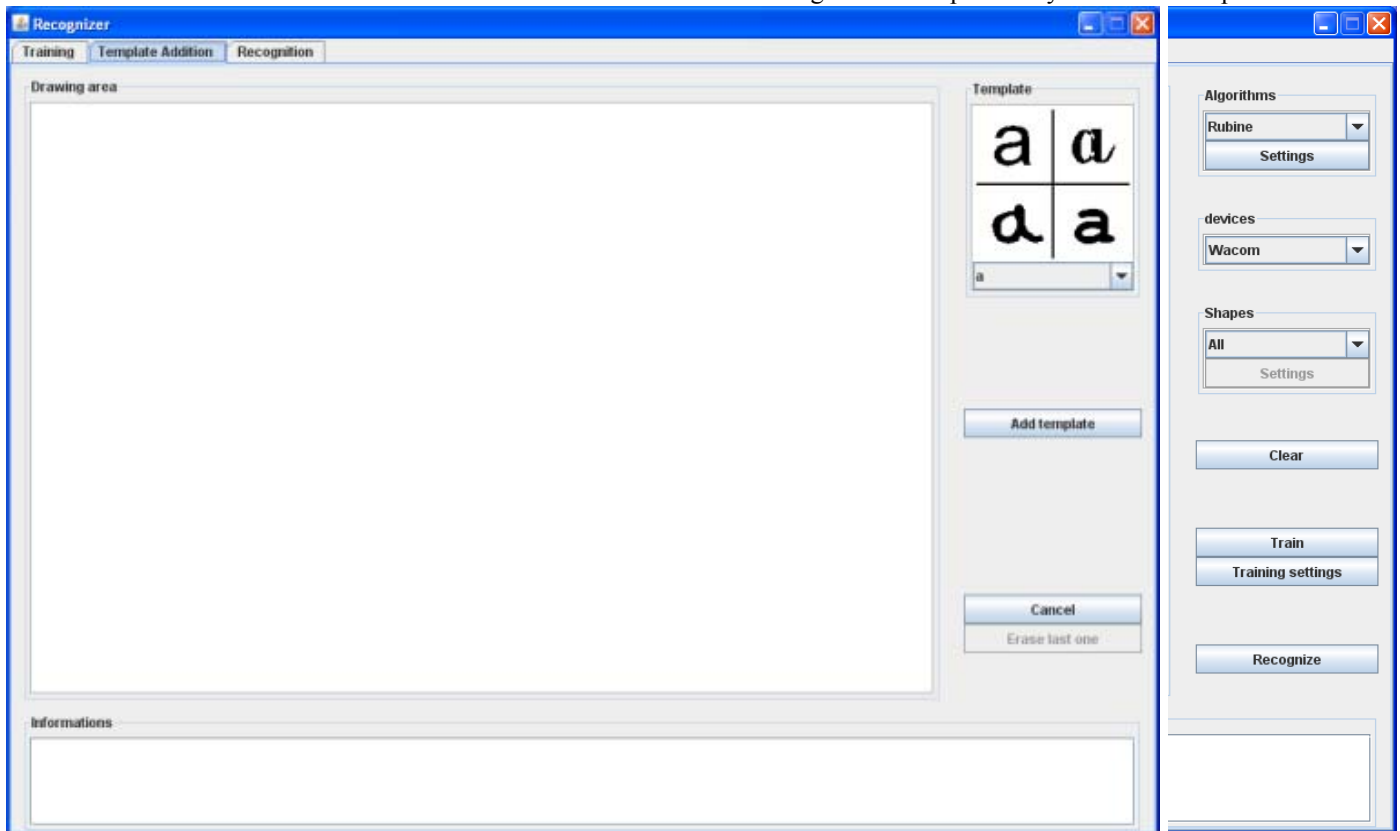 Recognizer
Training Template Addition Recognition
Drawing area
Template
a a
a a
a
Add template
Cancel
Erase last one
Informations
Algorithms
Rubine
Settings
devices
Wacom
Shapes
All
Settings
Clear
Train
Training settings
Recognize